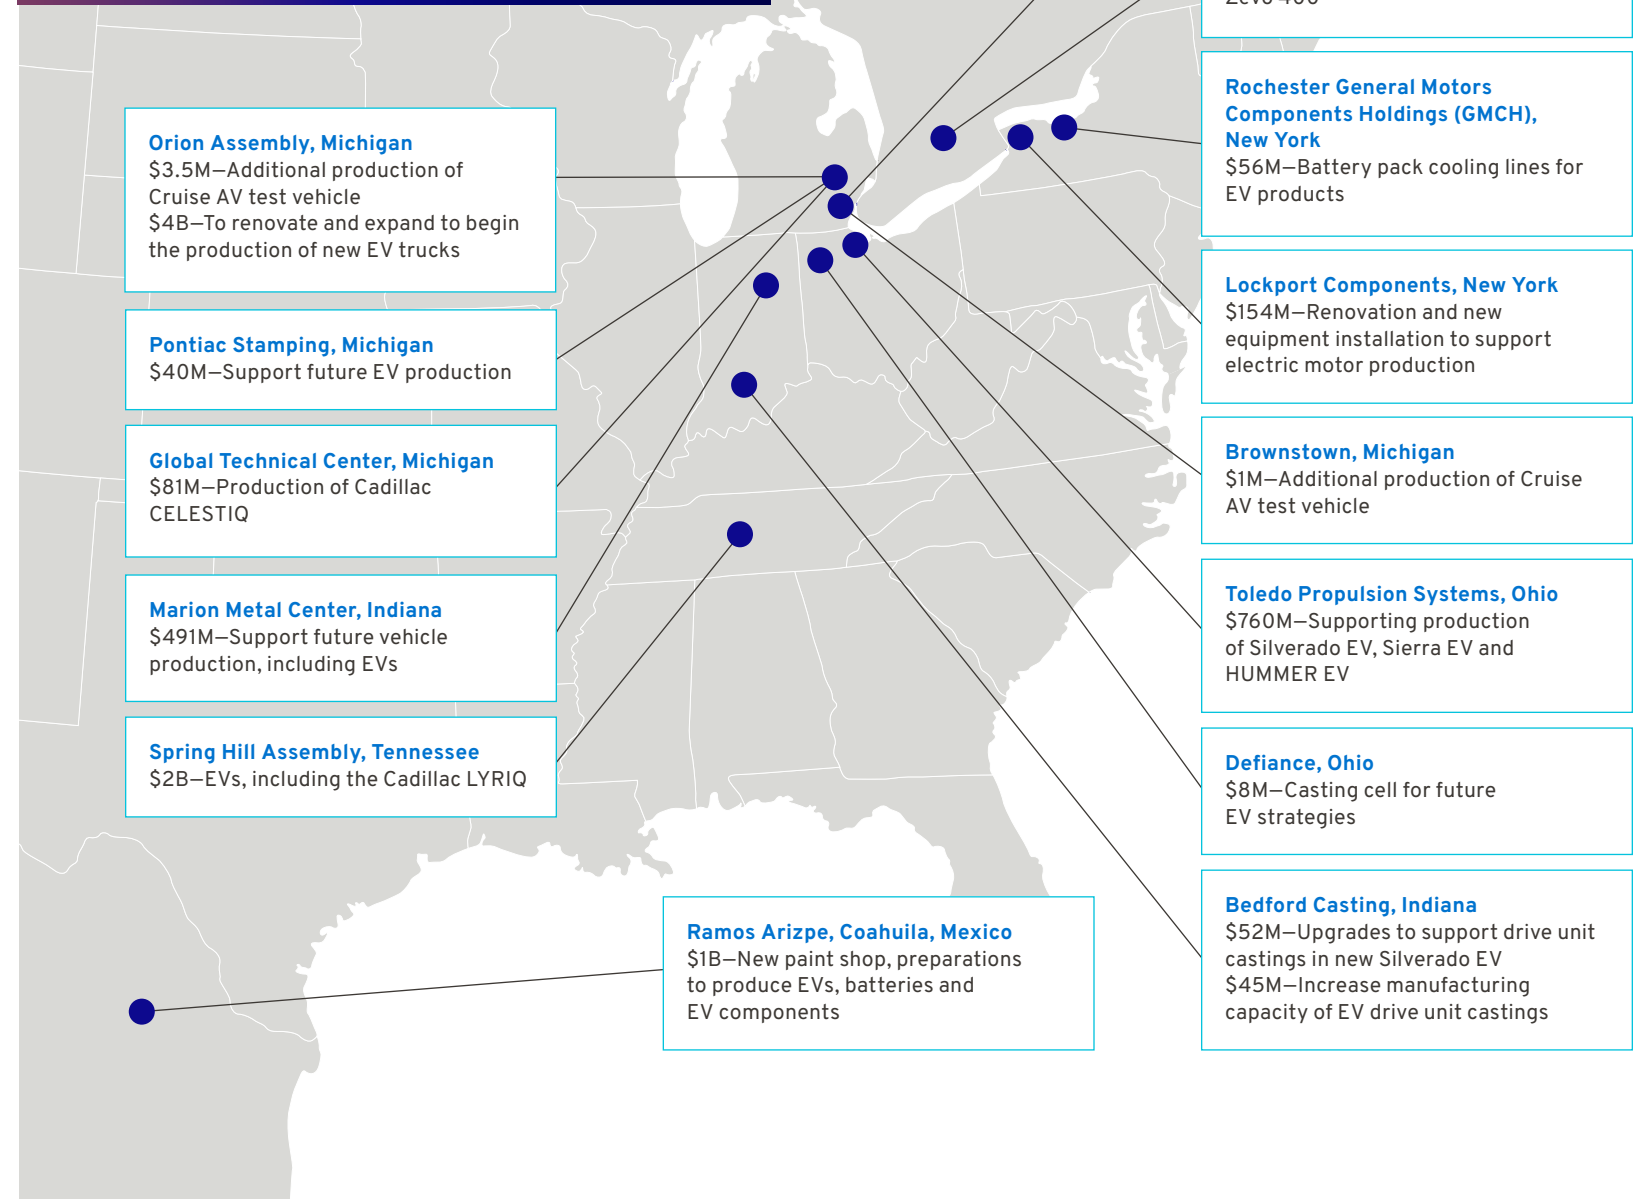 Orion Assembly, Michigan
$3.5M—Additional production of
Cruise AV test vehicle
$4B—To renovate and expand to begin
the production of new EV trucks
Pontiac Stamping, Michigan
$40M—Support future EV production
Global Technical Center, Michigan
$81M—Production of Cadillac
CELESTIQ
Marion Metal Center, Indiana
$491M—Support future vehicle
production, including EVs
Spring Hill Assembly, Tennessee
$2B—EVs, including the Cadillac LYRIQ
Ramos Arizpe, Coahuila, Mexico
$1B—New paint shop, preparations
to produce EVs, batteries and
EV components
Rochester General Motors
Components Holdings (GMCH),
New York
$56M—Battery pack cooling lines for
EV products
Lockport Components, New York
$154M—Renovation and new
equipment installation to support
electric motor production
Brownstown, Michigan
$1M—Additional production of Cruise
AV test vehicle
Toledo Propulsion Systems, Ohio
$760M—Supporting production
of Silverado EV, Sierra EV and
HUMMER EV
Defiance, Ohio
$8M—Casting cell for future
EV strategies
Bedford Casting, Indiana
$52M—Upgrades to support drive unit
castings in new Silverado EV
$45M—Increase manufacturing
capacity of EV drive unit castings